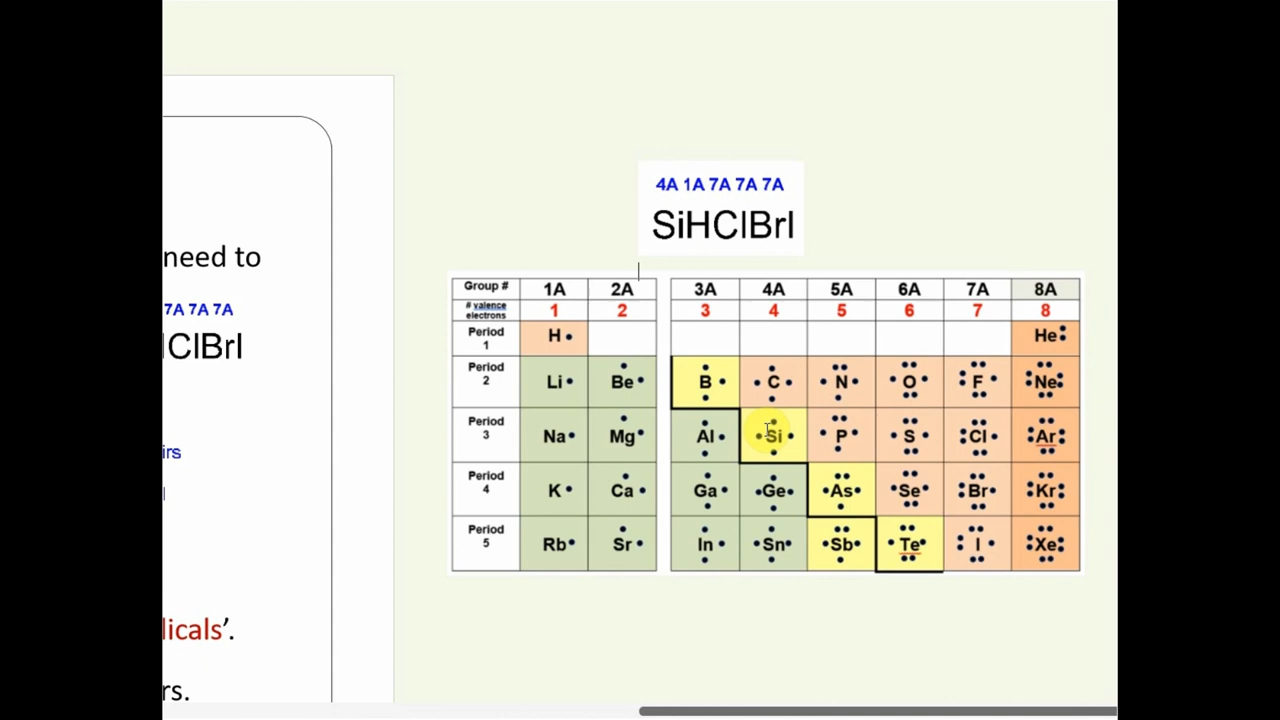 need to
7A 7A 7A
ClBrI
irs
licals’.
rs.
4A 1A 7A 7A 7A
SiHClBrI
Group # 1A 2A 3A 4A 5A 6A 7A 8A
# valence electrons 1 2 3 4 5 6 7 8
Period 1 H He
Period 2 Li Be B C N O F Ne
Period 3 Na Mg Al Si P S Cl Ar
Period 4 K Ca Ga Ge As Se Br Kr
Period 5 Rb Sr In Sn Sb Te I Xe